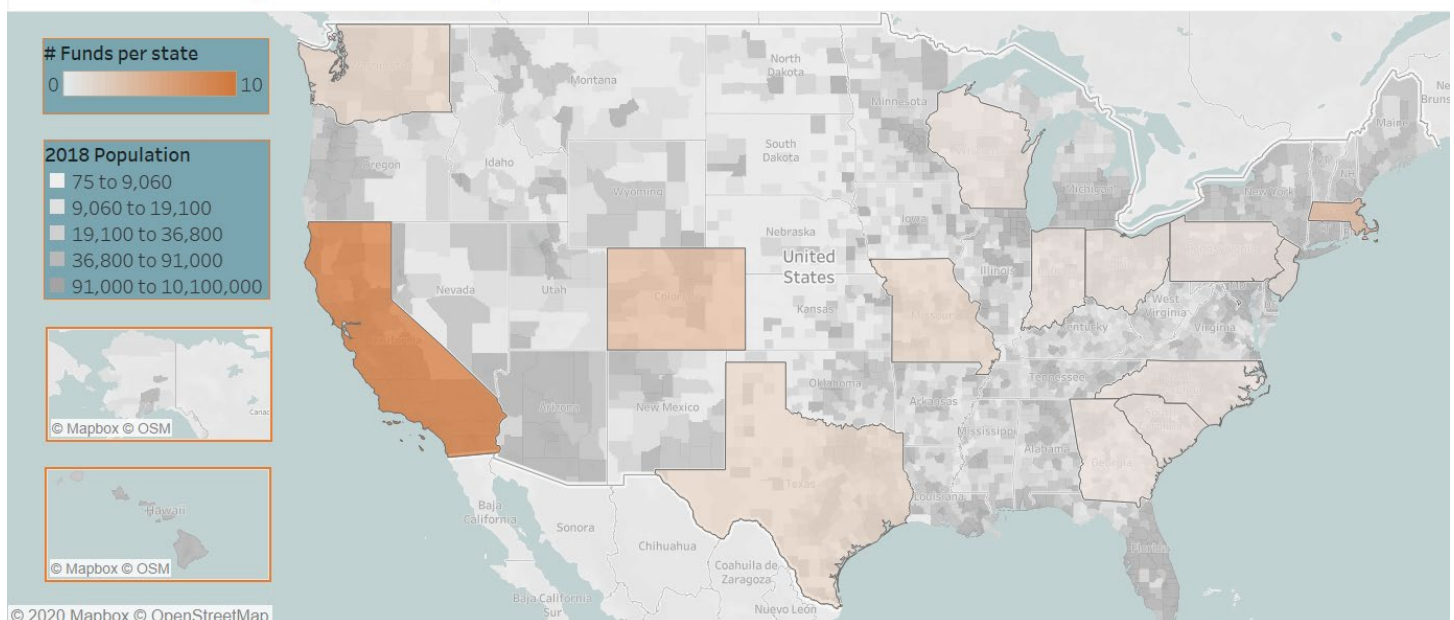 # Funds per state
0 10
2018 Population
75 to 9,060
9,060 to 19,100
19,100 to 36,800
36,800 to 91,000
91,000 to 10,100,000
© Mapbox © OSM
Hawaii
© Mapbox © OSM
© 2020 Mapbox © OpenStreetMap
Montana
North
Dakota
Minnesota
Maine
Oregon
Idaho
South
Dakota
Wyoming
Michigan
New York
NH
Iowa
Nebraska
United
States
Nevada
Utah
Colorado
Kansas
Missouri
Illinois
West
Virginia
Virginia
Kentucky
Arizona
New Mexico
Oklahoma
Arkansas
Tennessee
Mississippi
Alabama
Georgia
Texas
Louisiana
Florida
Baja
California
Sonora
Chihuahua
Coahuila de
Zaragoza
Baja California
Sur
Nuevo León